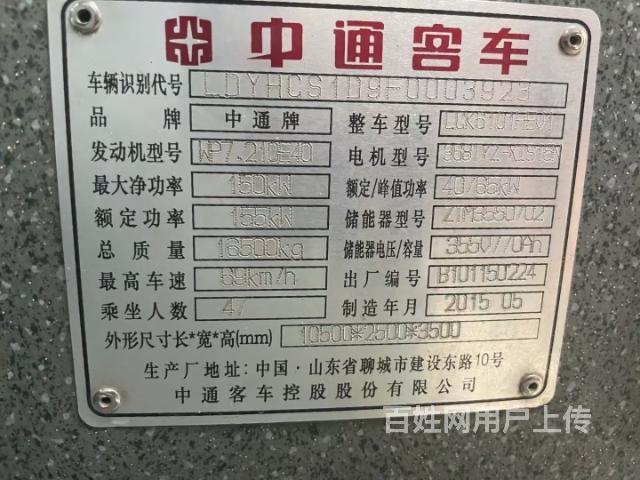 中通客车
车辆识别代号 LDYHCS1D9F0003923
品牌 中通牌 整车型号
发动机型号 WP7.210E40 电机型号
最大净功率 150kW 额定/峰值功率 40/65kW
额定功率 155kW 储能器型号
总质量 16500kg 储能器电压/容量 355V/70Ah
最高车速 69km/h 出厂编号 B101150224
乘坐人数 47 制造年月 2015 05
外形尺寸长*宽*高(mm) 10500*2500*3500
生产厂地址:中国·山东省聊城市建设东路10号
中通客车控股股份有限公司
百姓网用户上传